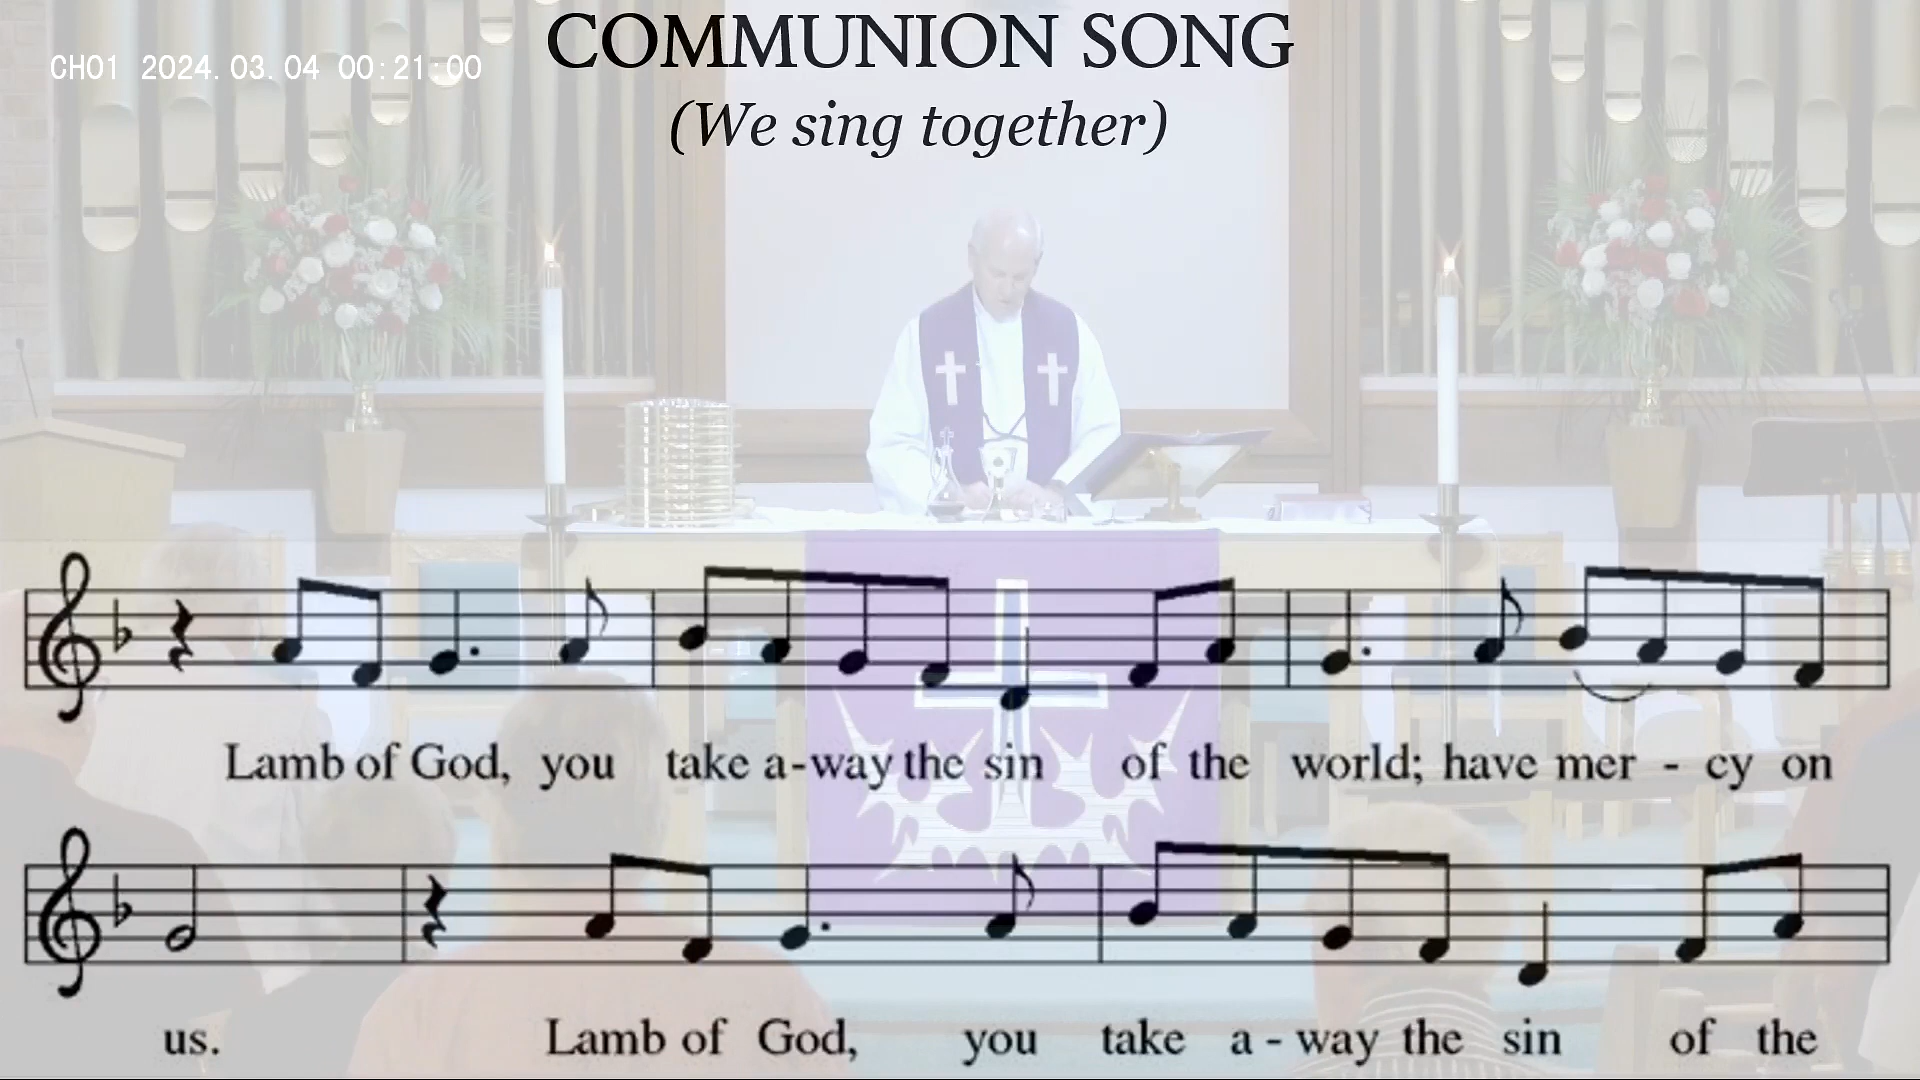 COMMUNION SONG
CH01 2024.03.04 00:21:00
(We sing together)
Lamb of God, you take a-way the sin of the world; have mer - cy on
us. Lamb of God, you take a - way the sin of the